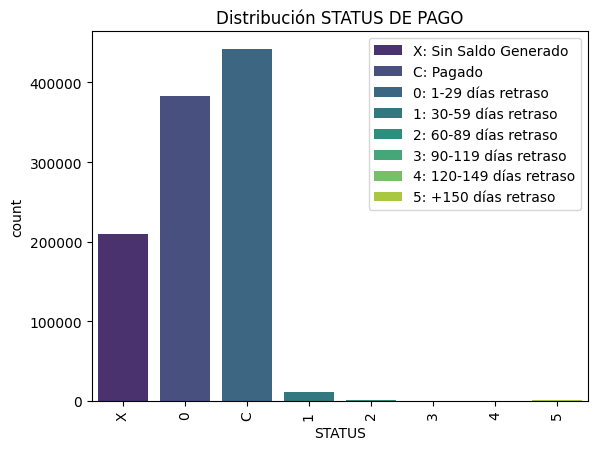 Distribución STATUS DE PAGO
X: Sin Saldo Generado
C: Pagado
0: 1-29 días retraso
1: 30-59 días retraso
2: 60-89 días retraso
3: 90-119 días retraso
4: 120-149 días retraso
5: +150 días retraso
count
400000
300000
200000
100000
0
X 0 C 1 2 3 4 5
STATUS